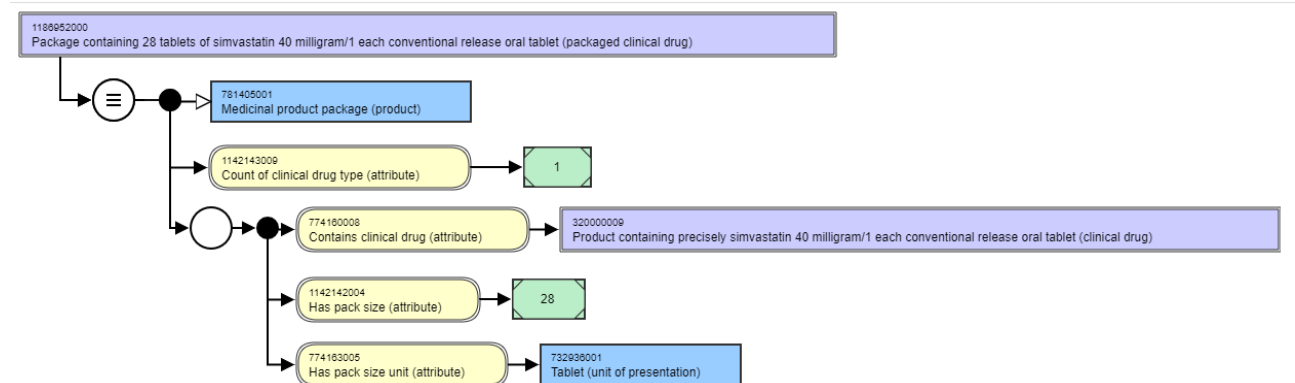 1186952000
Package containing 28 tablets of simvastatin 40 milligram/1 each conventional release oral tablet (packaged clinical drug)
781405001
Medicinal product package (product)
1142143009
Count of clinical drug type (attribute)
1
774160008
Contains clinical drug (attribute)
320000009
Product containing precisely simvastatin 40 milligram/1 each conventional release oral tablet (clinical drug)
1142142004
Has pack size (attribute)
28
774163005
Has pack size unit (attribute)
732936001
Tablet (unit of presentation)